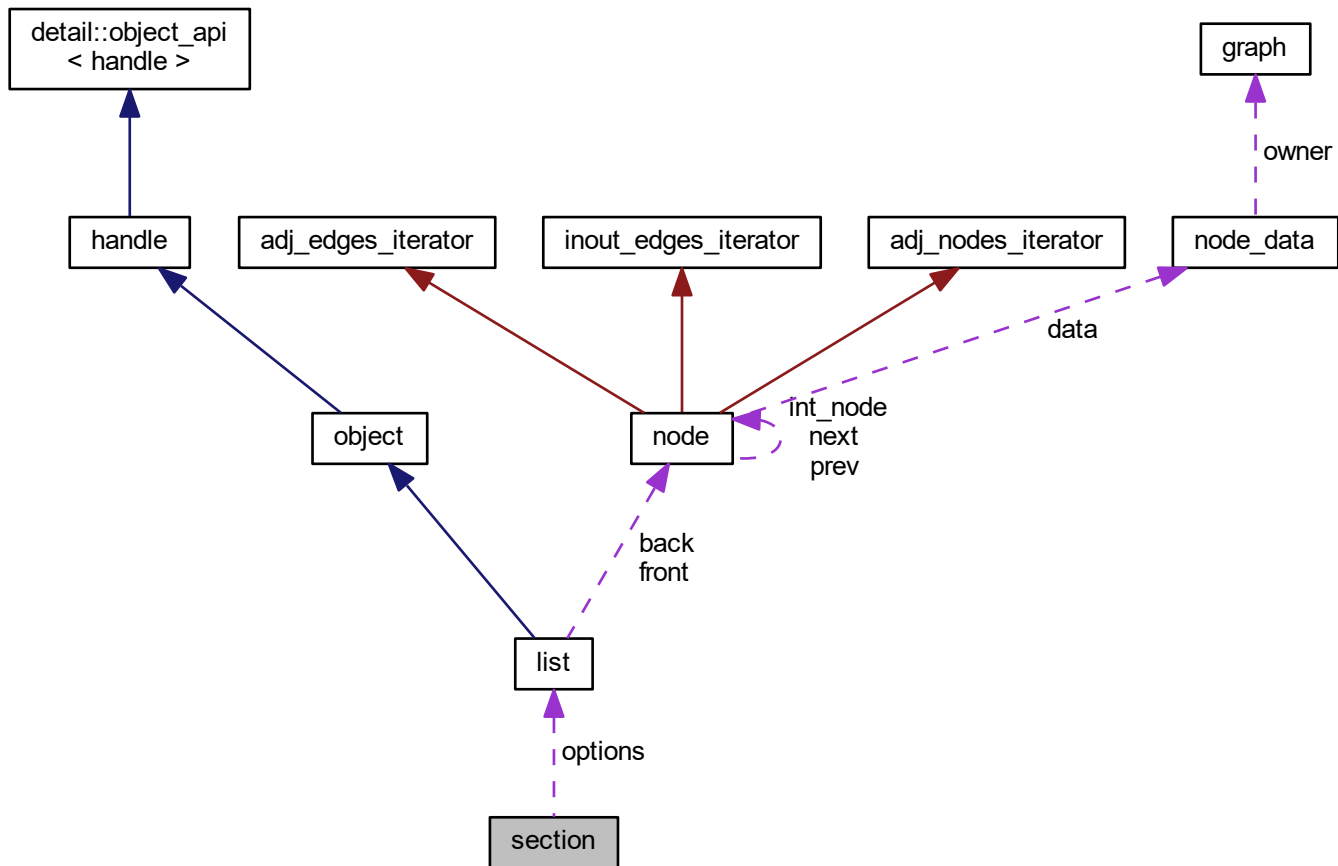 detail::object_api
< handle >
graph
owner
handle
adj_edges_iterator
inout_edges_iterator
adj_nodes_iterator
node_data
data
object
node
int_node
next
prev
back
front
list
options
section